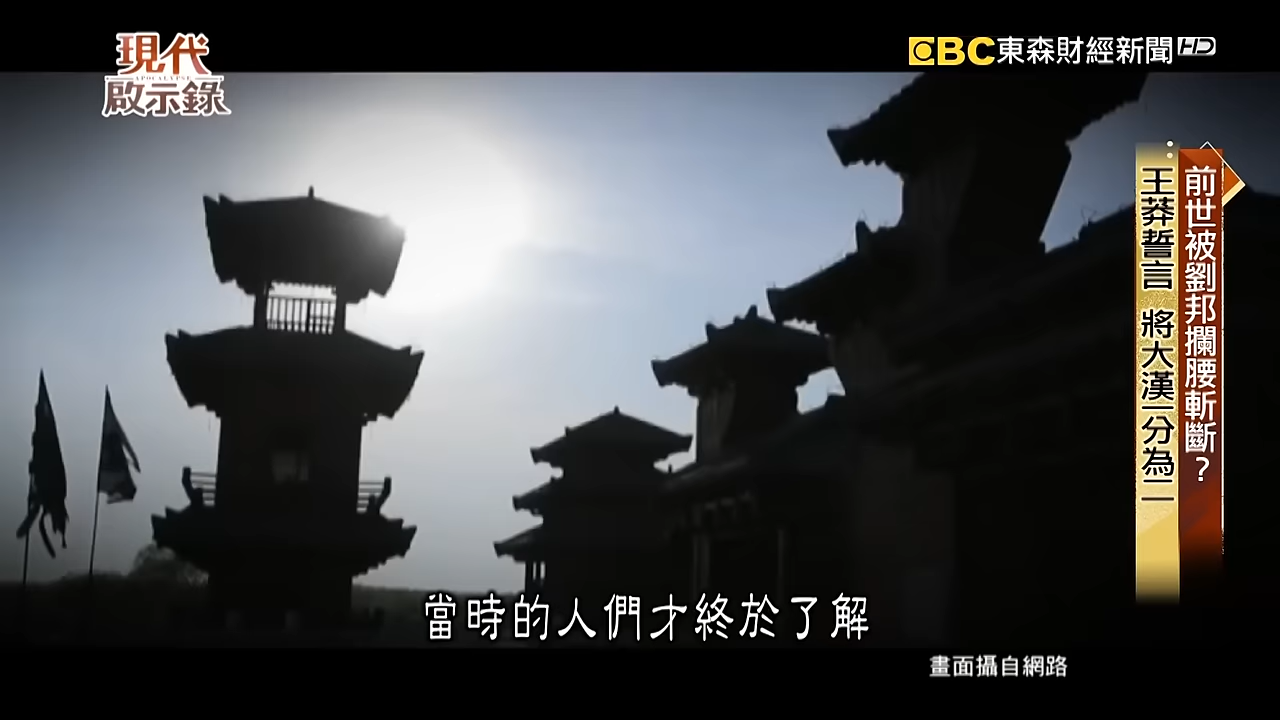 現代
APOCALYPSE
啟示錄
EBC東森財經新聞HD
前世被劉邦攔腰斬斷？
：王莽誓言 將大漢一分為二
當時的人們才終於了解
畫面攝自網路